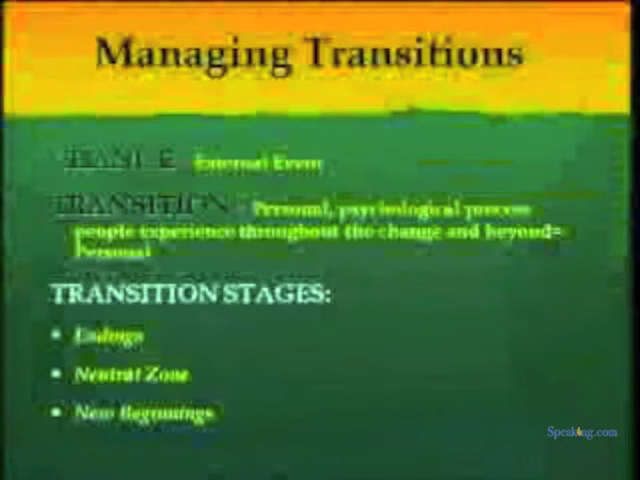 Managing Transitions
External Event
TRANSITION Personal, psychological process
people experience throughout the change and beyond=
Personal
TRANSITION STAGES:
• Endings
• Neutral Zone
• New Beginnings
Speaking.com